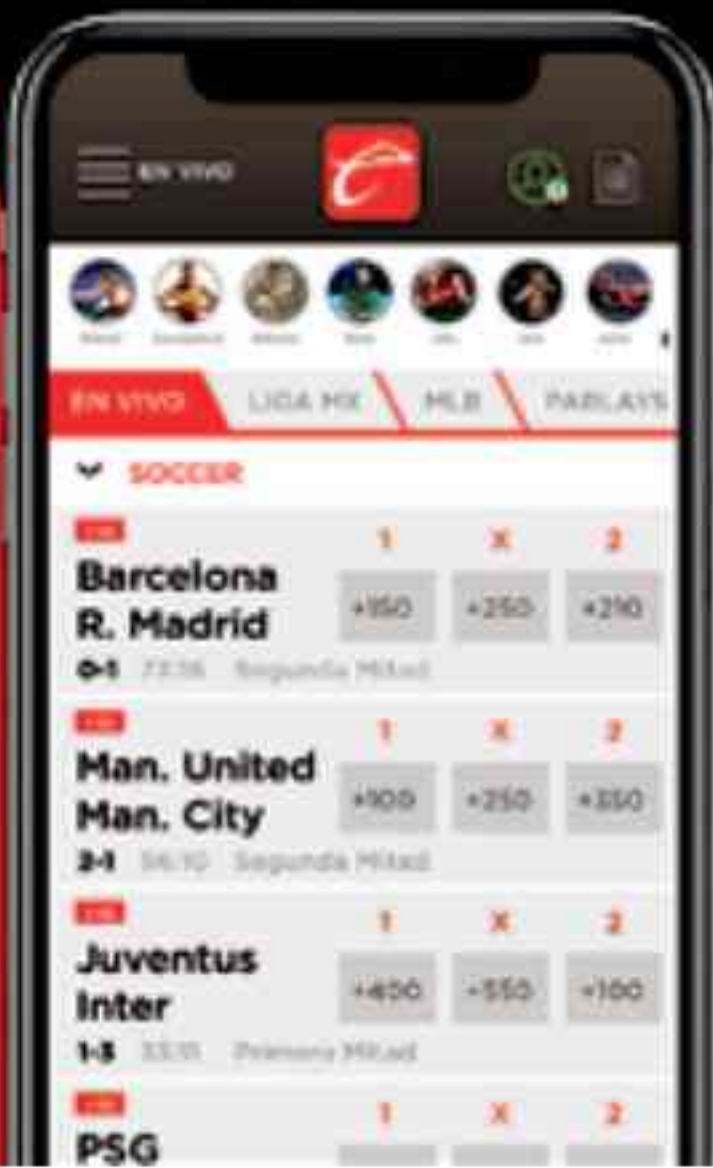 EN VIVO
EN VIVO LIGA MX MLB PARLAYS
SOCCER
1 X 2
Barcelona
R. Madrid
+150 +250 +210
0-1 Segunda Mitad
1 X 2
Man. United
Man. City
+100 +250 +350
2-1 56:10 Segunda Mitad
1 X 2
Juventus
Inter
+400 +100
1-3 Primera Mitad
1 X 2
PSG